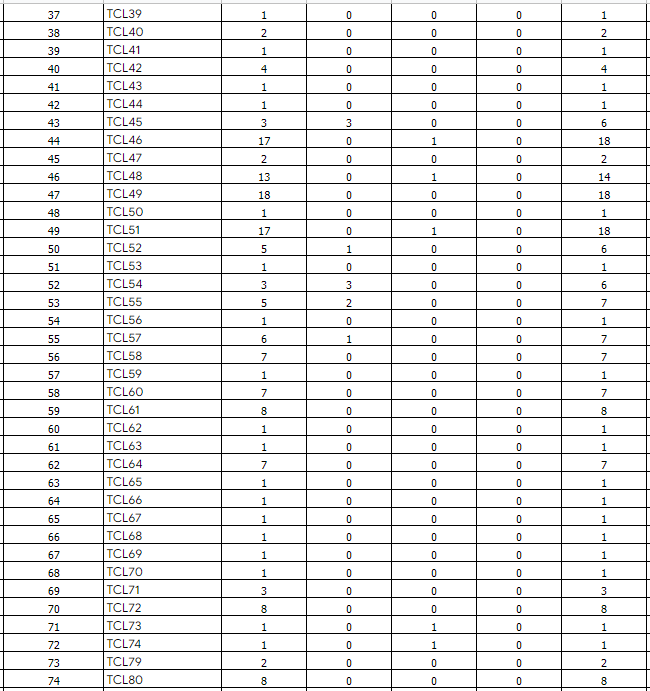 37 TCL39 1 0 0 0 1
38 TCL40 2 0 0 0 2
39 TCL41 1 0 0 0 1
40 TCL42 4 0 0 0 4
41 TCL43 1 0 0 0 1
42 TCL44 1 0 0 0 1
43 TCL45 3 3 0 0 6
44 TCL46 17 0 1 0 18
45 TCL47 2 0 0 0 2
46 TCL48 13 0 1 0 14
47 TCL49 18 0 0 0 18
48 TCL50 1 0 0 0 1
49 TCL51 17 0 1 0 18
50 TCL52 5 1 0 0 6
51 TCL53 1 0 0 0 1
52 TCL54 3 3 0 0 6
53 TCL55 5 2 0 0 7
54 TCL56 1 0 0 0 1
55 TCL57 6 1 0 0 7
56 TCL58 7 0 0 0 7
57 TCL59 1 0 0 0 1
58 TCL60 7 0 0 0 7
59 TCL61 8 0 0 0 8
60 TCL62 1 0 0 0 1
61 TCL63 1 0 0 0 1
62 TCL64 7 0 0 0 7
63 TCL65 1 0 0 0 1
64 TCL66 1 0 0 0 1
65 TCL67 1 0 0 0 1
66 TCL68 1 0 0 0 1
67 TCL69 1 0 0 0 1
68 TCL70 1 0 0 0 1
69 TCL71 3 0 0 0 3
70 TCL72 8 0 0 0 8
71 TCL73 1 0 1 0 1
72 TCL74 1 0 1 0 1
73 TCL79 2 0 0 0 2
74 TCL80 8 0 0 0 8